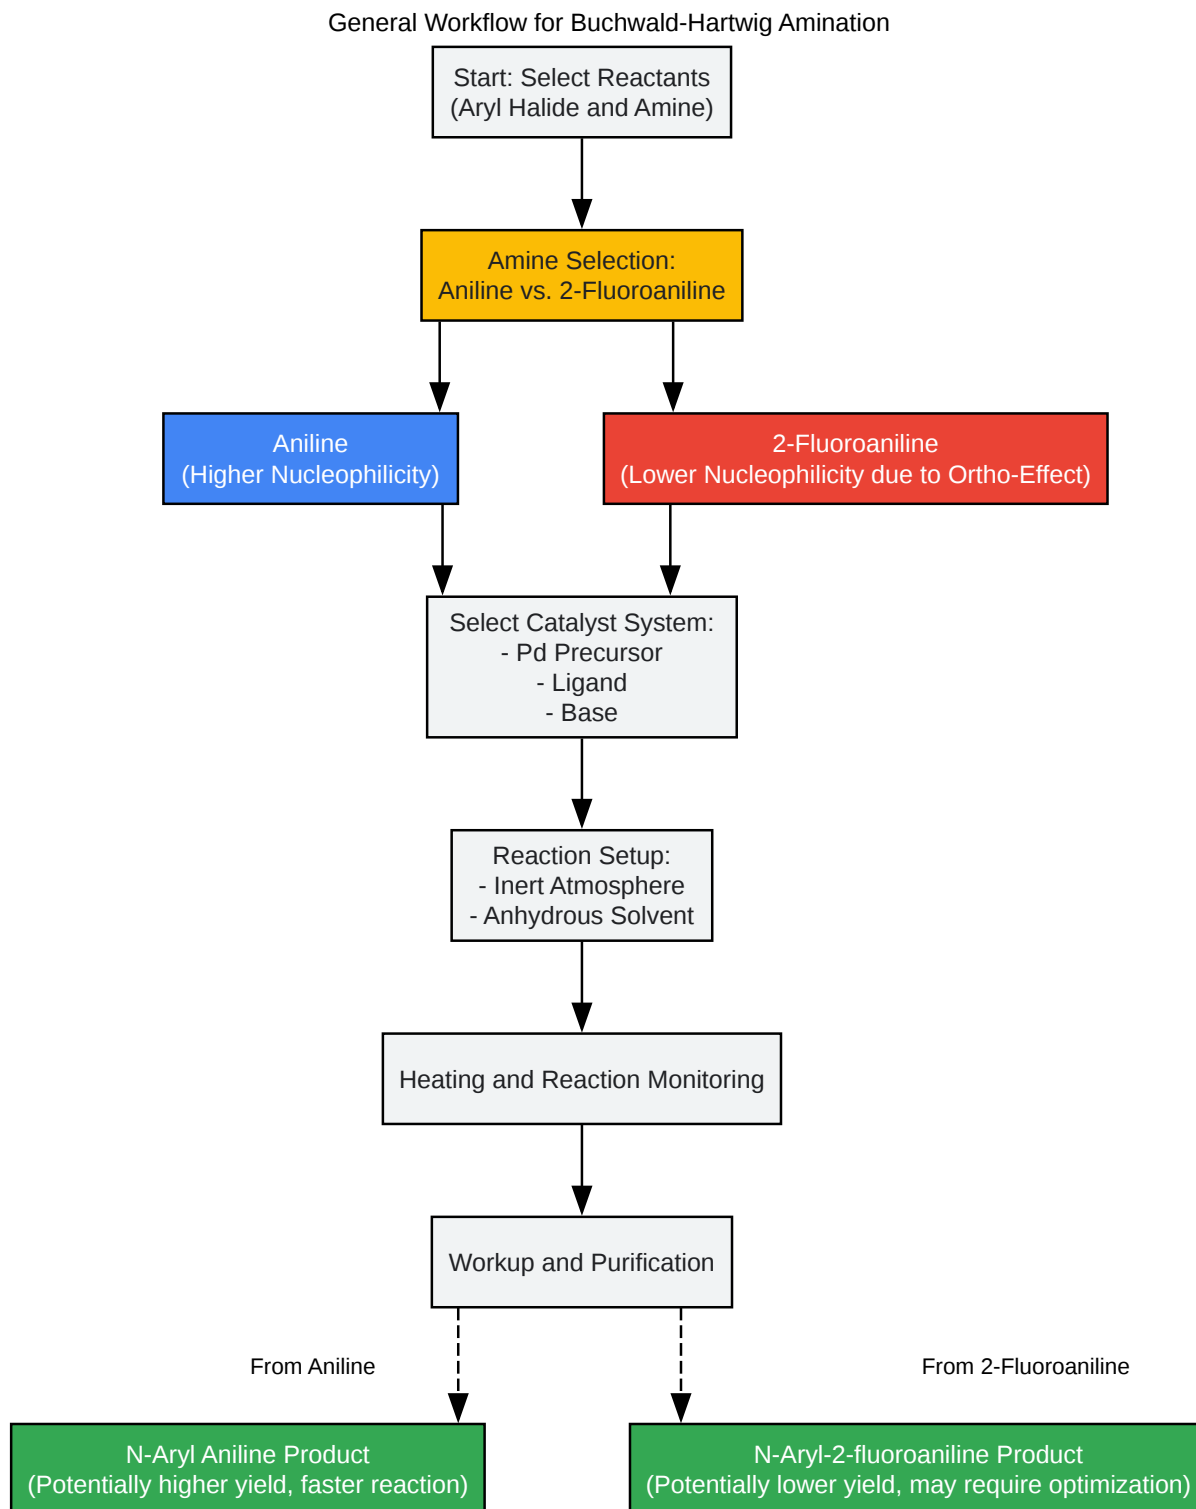 General Workflow for Buchwald-Hartwig Amination
Start: Select Reactants
(Aryl Halide and Amine)
Amine Selection:
Aniline vs. 2-Fluoroaniline
Aniline
(Higher Nucleophilicity)
2-Fluoroaniline
(Lower Nucleophilicity due to Ortho-Effect)
Select Catalyst System:
- Pd Precursor
- Ligand
- Base
Reaction Setup:
- Inert Atmosphere
- Anhydrous Solvent
Heating and Reaction Monitoring
Workup and Purification
From Aniline
From 2-Fluoroaniline
N-Aryl Aniline Product
(Potentially higher yield, faster reaction)
N-Aryl-2-fluoroaniline Product
(Potentially lower yield, may require optimization)